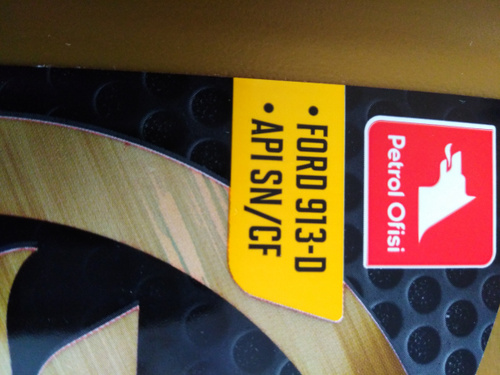 • FORD 913-D
• API SN/CF
Petrol Ofisi